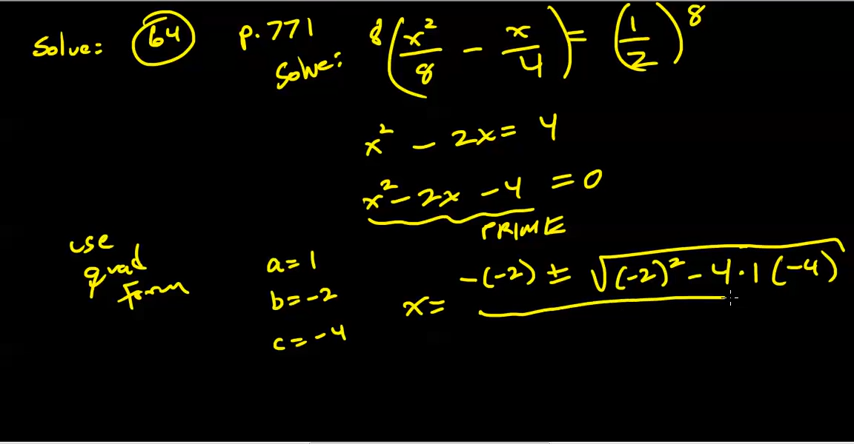 Solve: 64 p. 771
Solve: 8(x²/8 - x/4) = (1/2)8
x² - 2x = 4
x² - 2x - 4 = 0
PRIME
use quad form
a = 1
b = -2
c = -4
x = -(-2) ± √(-2)² - 4·1(-4)